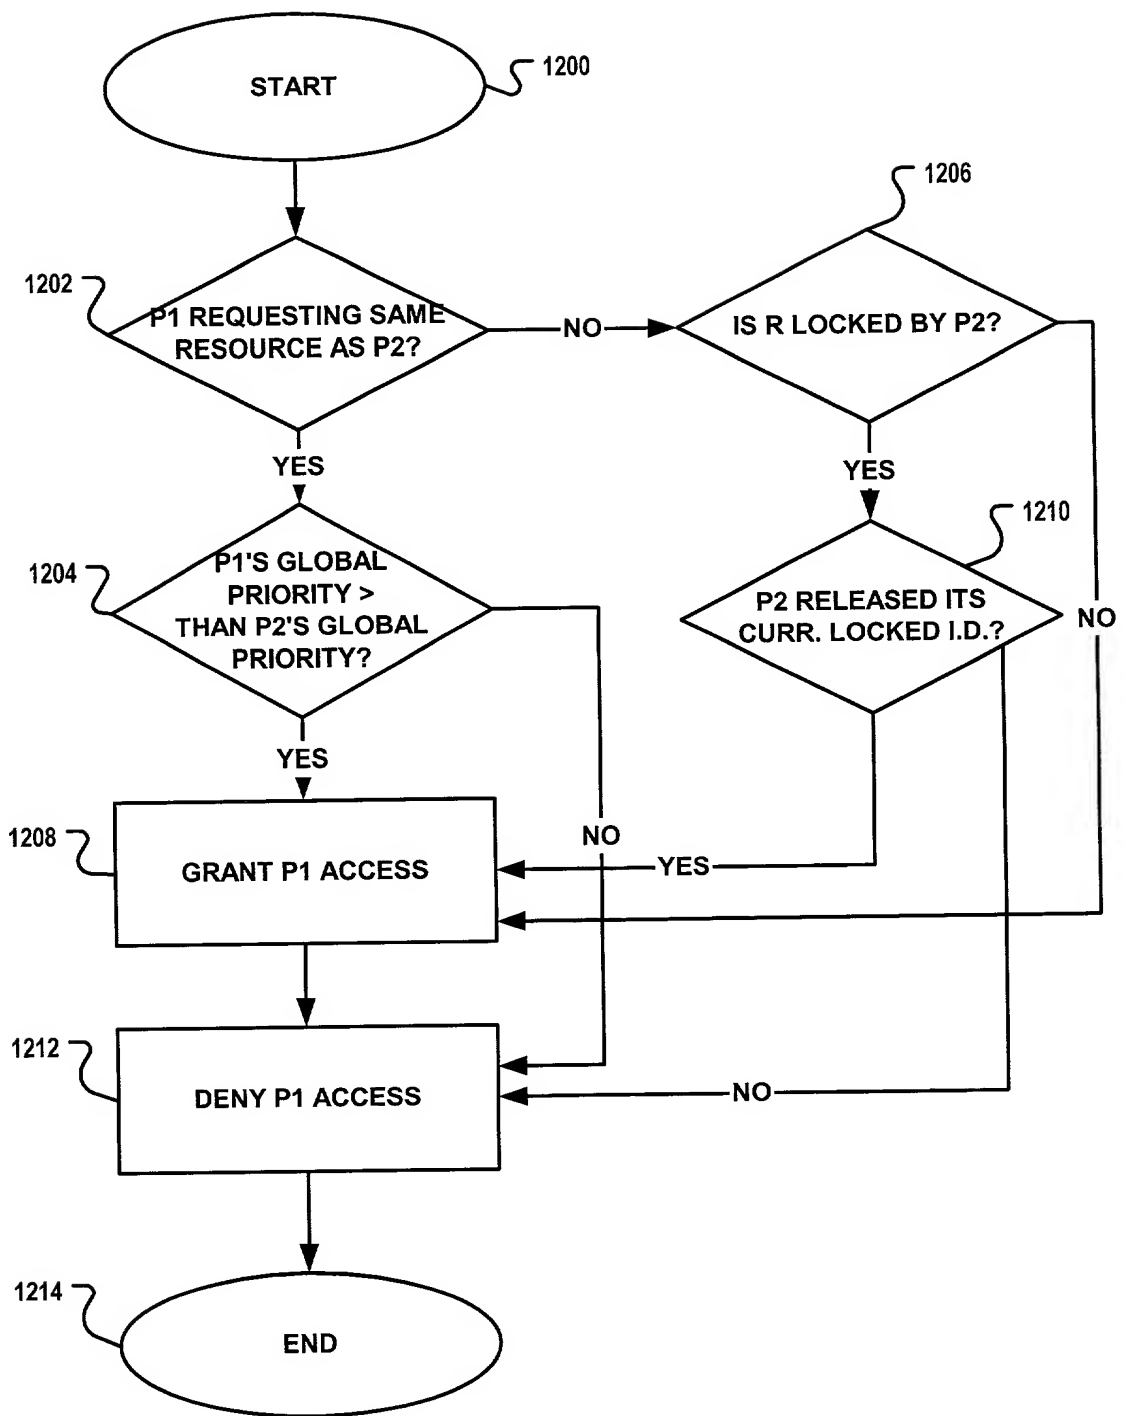 START
1200
1206
1202
P1 REQUESTING SAME
RESOURCE AS P2?
NO
IS R LOCKED BY P2?
YES
YES
1210
1204
P1'S GLOBAL
PRIORITY >
THAN P2'S GLOBAL
PRIORITY?
P2 RELEASED ITS
CURR. LOCKED I.D.?
NO
YES
1208
GRANT P1 ACCESS
NO
YES
1212
DENY P1 ACCESS
NO
1214
END